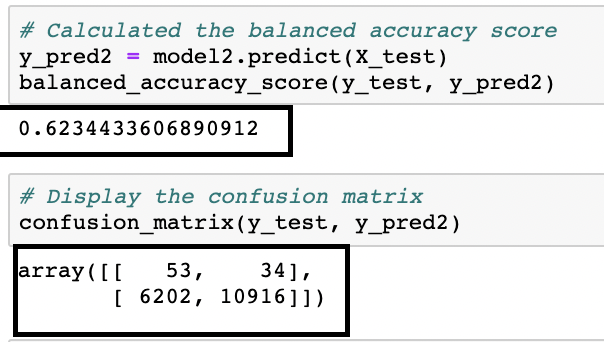 # Calculated the balanced accuracy score
y_pred2 = model2.predict(X_test)
balanced_accuracy_score(y_test, y_pred2)
0.6234433606890912
# Display the confusion matrix
confusion_matrix(y_test, y_pred2)
array([[   53,    34],
       [ 6202, 10916]])